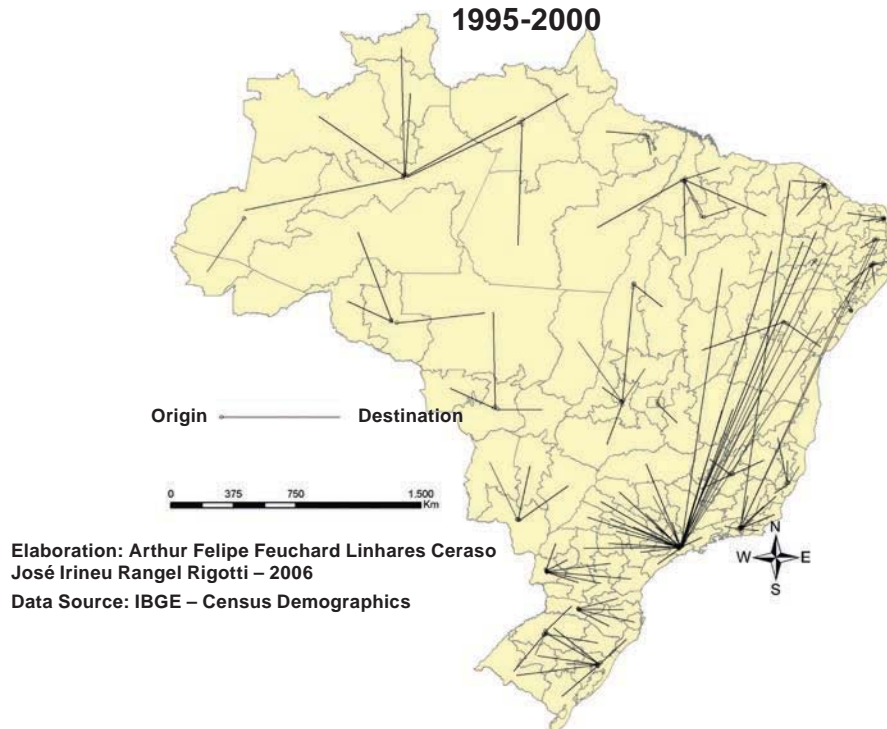 1995-2000
Origin
Destination
0 375 750 1.500
Km
Elaboration: Arthur Felipe Feuchard Linhares Ceraso
José Irineu Rangel Rigotti – 2006
Data Source: IBGE – Census Demographics
N
W E
S